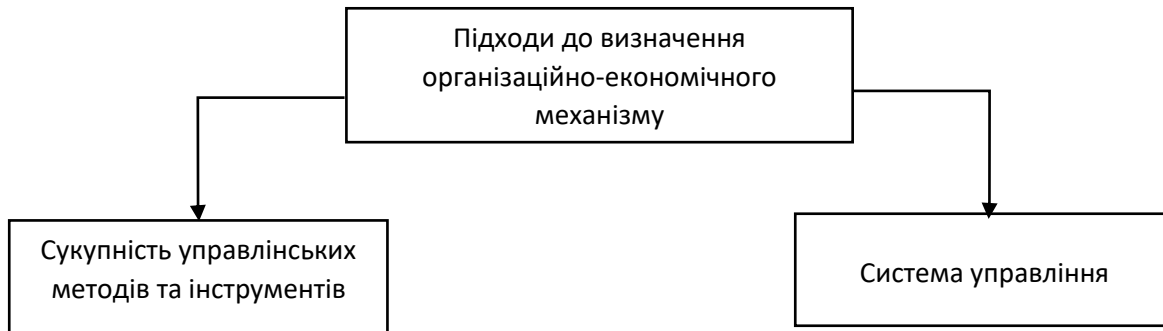 Підходи до визначення
організаційно-економічного
механізму
Сукупність управлінських
методів та інструментів
Система управління